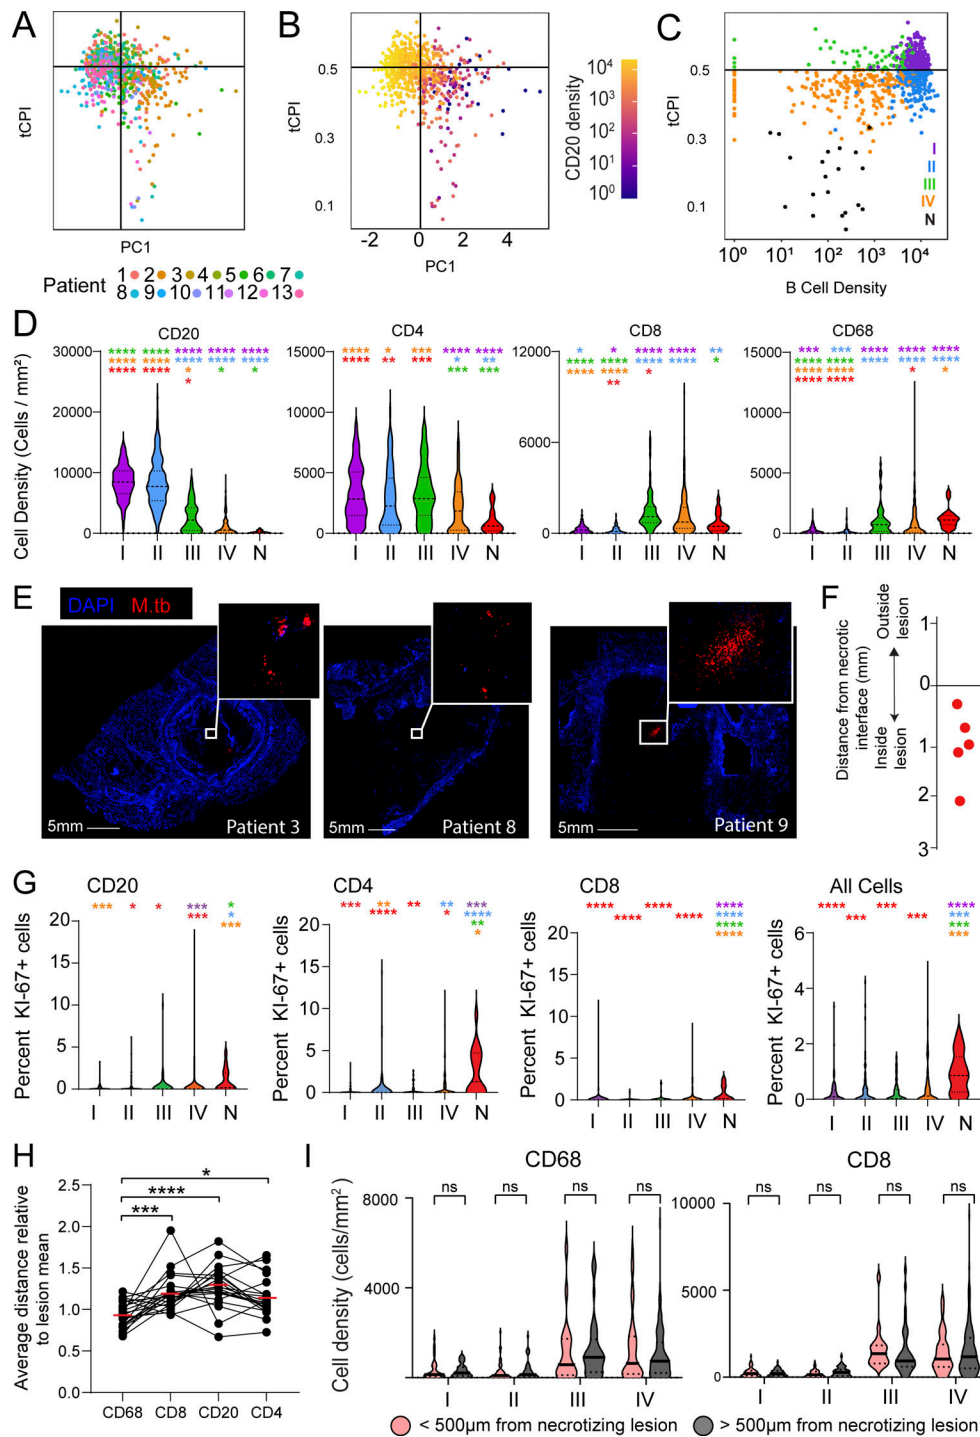 A
tCPI
0.5
0.3
0.1
PC1
Patient
1 2 3 4 5 6 7
8 9 10 11 12 13
B
0.5
0.3
0.1
-2 0 2 4 6
PC1
CD20 density
10⁴
10³
10²
10¹
10⁰
C
tCPI
0.5
0.3
0.1
I
II
III
IV
N
10⁰ 10¹ 10² 10³ 10⁴
B Cell Density
D
Cell Density (Cells / mm²)
CD20
30000
20000
10000
0
**** **** **** **** ****
**** **** **** **** ****
**** **** * * *
*
I II III IV N
CD4
15000
10000
5000
0
* * *** **** ****
**** ** *** * **
*** ***
I II III IV N
CD8
12000
6000
0
* * **** **** **
**** **** **** **** *
**** **** *
**
I II III IV N
CD68
15000
10000
5000
0
*** *** **** **** ****
**** **** **** **** ****
**** **** * *
**** ****
I II III IV N
E
DAPI M.tb
5mm
Patient 3
5mm
Patient 8
5mm
Patient 9
F
Distance from necrotic
interface (mm)
Inside
lesion
Outside
lesion
1
0
1
2
3
G
CD20
Percent KI-67+ cells
20
15
10
5
0
*** * * *** *
*** *
***
I II III IV N
CD4
Percent KI-67+ cells
20
15
10
5
0
*** ** ** ** ***
**** * ****
**
*
I II III IV N
CD8
Percent KI-67+ cells
20
15
10
5
0
**** **** **** **** ****
****
****
****
I II III IV N
All Cells
Percent KI-67+ cells
6
4
2
0
**** *** *** *** ****
****
***
***
I II III IV N
H
Average distance relative
to lesion mean
2.5
2.0
1.5
1.0
0.5
0.0
*
****
***
CD68 CD8 CD20 CD4
I
Cell density (cells/mm²)
CD68
8000
4000
0
ns ns ns ns
I II III IV
CD8
10000
5000
0
ns ns ns ns
I II III IV
< 500µm from necrotizing lesion > 500µm from necrotizing lesion